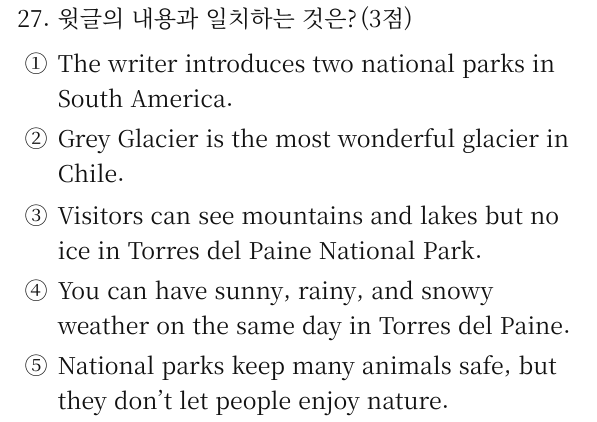 27. 윗글의 내용과 일치하는 것은?(3점)
① The writer introduces two national parks in
South America.
② Grey Glacier is the most wonderful glacier in
Chile.
③ Visitors can see mountains and lakes but no
ice in Torres del Paine National Park.
④ You can have sunny, rainy, and snowy
weather on the same day in Torres del Paine.
⑤ National parks keep many animals safe, but
they don’t let people enjoy nature.